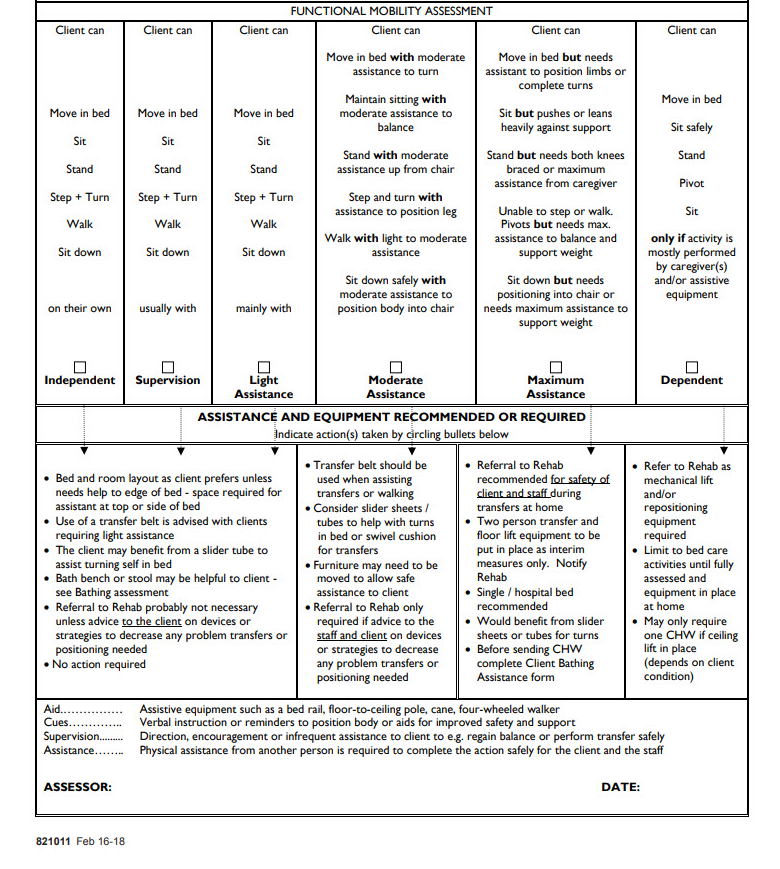 FUNCTIONAL MOBILITY ASSESSMENT
Client can
Move in bed
Sit
Stand
Step + Turn
Walk
Sit down
on their own
Independent
Client can
Move in bed
Sit
Stand
Step + Turn
Walk
Sit down
usually with
Supervision
Client can
Move in bed
Sit
Stand
Step + Turn
Walk
Sit down
mainly with
Light
Assistance
Client can
Move in bed with moderate
assistance to turn
Maintain sitting with
moderate assistance to
balance
Stand with moderate
assistance up from chair
Step and turn with
assistance to position leg
Walk with light to moderate
assistance
Sit down safely with
moderate assistance to
position body into chair
Moderate
Assistance
Client can
Move in bed but needs
assistant to position limbs or
complete turns
Sit but pushes or leans
heavily against support
Stand but needs both knees
braced or maximum
assistance from caregiver
Unable to step or walk.
Pivots but needs max.
assistance to balance and
support weight
Sit down but needs
positioning into chair or
needs maximum assistance to
support weight
Maximum
Assistance
Client can
Move in bed
Sit safely
Stand
Pivot
Sit
only if activity is
mostly performed
by caregiver(s)
and/or assistive
equipment
Dependent
ASSISTANCE AND EQUIPMENT RECOMMENDED OR REQUIRED
Indicate action(s) taken by circling bullets below
• Bed and room layout as client prefers unless
needs help to edge of bed - space required for
assistant at top or side of bed
• Use of a transfer belt is advised with clients
requiring light assistance
• The client may benefit from a slider tube to
assist turning self in bed
• Bath bench or stool may be helpful to client -
see Bathing assessment
• Referral to Rehab probably not necessary
unless advice to the client on devices or
strategies to decrease any problem transfers or
positioning needed
• No action required
• Transfer belt should be
used when assisting
transfers or walking
• Consider slider sheets /
tubes to help with turns
in bed or swivel cushion
for transfers
• Furniture may need to be
moved to allow safe
assistance to client
• Referral to Rehab only
required if advice to the
staff and client on devices
or strategies to decrease
any problem transfers or
positioning needed
• Referral to Rehab
recommended for safety of
client and staff during
transfers at home
• Two person transfer and
floor lift equipment to be
put in place as interim
measures only. Notify
Rehab
• Single / hospital bed
recommended
• Would benefit from slider
sheets or tubes for turns
• Before sending CHW
complete Client Bathing
Assistance form
• Refer to Rehab as
mechanical lift
and/or
repositioning
equipment
required
• Limit to bed care
activities until fully
assessed and
equipment in place
at home
• May only require
one CHW if ceiling
lift in place
(depends on client
condition)
Aid................ Assistive equipment such as a bed rail, floor-to-ceiling pole, cane, four-wheeled walker
Cues.............. Verbal instruction or reminders to position body or aids for improved safety and support
Supervision......... Direction, encouragement or infrequent assistance to client to e.g. regain balance or perform transfer safely
Assistance........ Physical assistance from another person is required to complete the action safely for the client and the staff
ASSESSOR: DATE:
821011 Feb 16-18